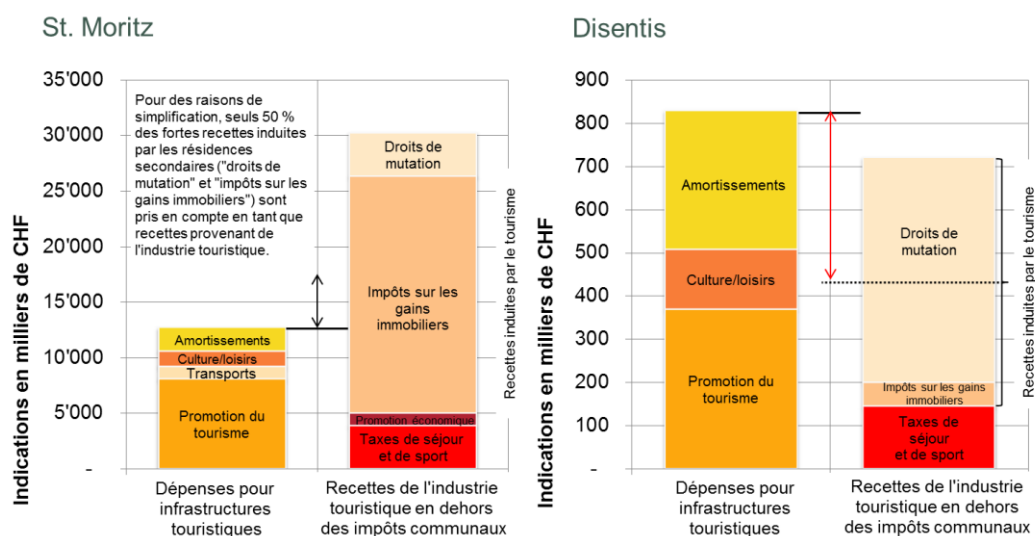 St. Moritz
Indications en milliers de CHF
35'000
30'000
25'000
20'000
15'000
10'000
5'000
-
Pour des raisons de
simplification, seuls 50 %
des fortes recettes induites
par les résidences
secondaires ("droits de
mutation" et "impôts sur les
gains immobiliers") sont
pris en compte en tant que
recettes provenant de
l'industrie touristique.
Amortissements
Culture/loisirs
Transports
Promotion du
tourisme
Droits de
mutation
Impôts sur les
gains
immobiliers
Promotion économique
Taxes de séjour
et de sport
Recettes induites par le tourisme
Dépenses pour
infrastructures
touristiques
Recettes de l'industrie
touristique en dehors
des impôts communaux
Disentis
Indications en milliers de CHF
900
800
700
600
500
400
300
200
100
-
Amortissements
Culture/loisirs
Promotion du
tourisme
Droits de
mutation
Impôts sur les gains
immobiliers
Taxes de
séjour
et de sport
Recettes induites par le tourisme
Dépenses pour
infrastructures
touristiques
Recettes de l'industrie
touristique en dehors
des impôts communaux